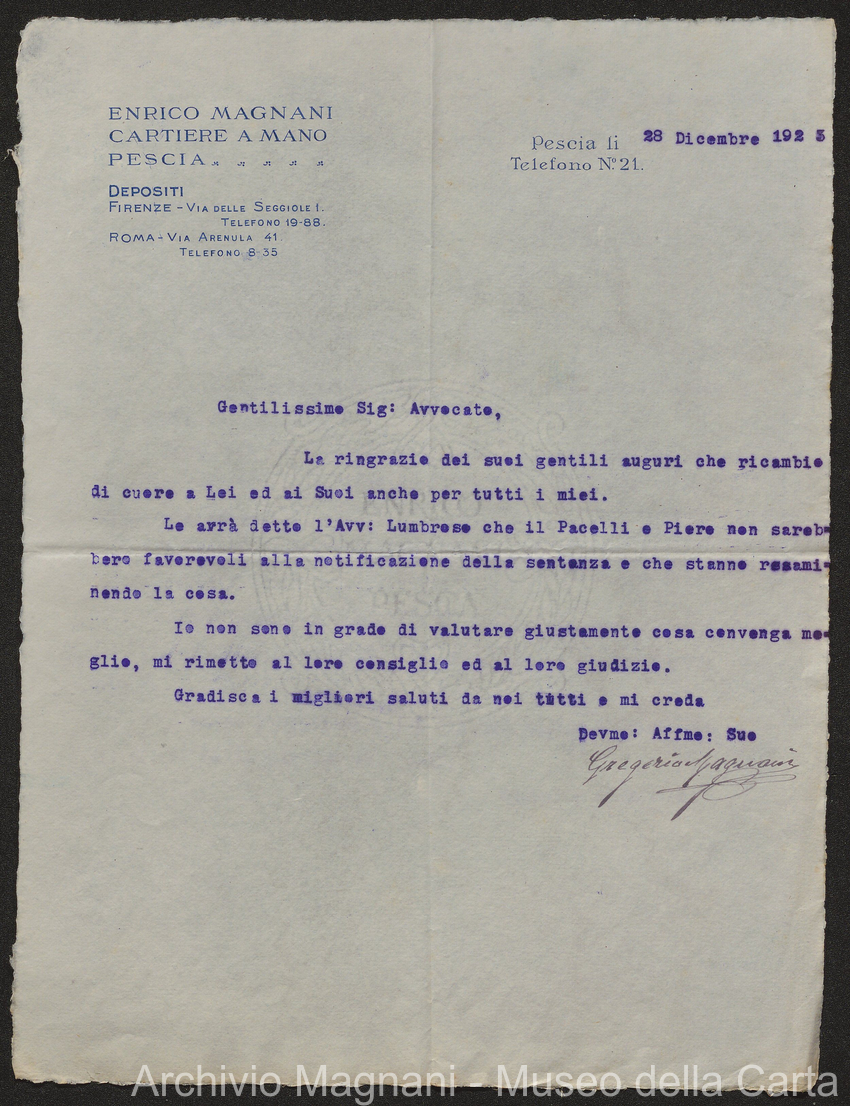 ENRICO MAGNANI
CARTIERE A MANO
PESCIA
DEPOSITI
FIRENZE - VIA DELLE SEGGIOLE 1.
TELEFONO 19-88.
ROMA - VIA ARENULA 41
TELEFONO 8-35
Pescia li 28 Dicembre 1923
Telefono N.º 21.
Gentilissimo Sig: Avvocato,
La ringrazio dei suoi gentili auguri che ricambio
di cuore a Lei ed ai Suoi anche per tutti i miei.
Le arrà detto l'Avv: Lumbroso che il Pacelli e Piero non sareb=
bero favorevoli alla notificazione della sentenza e che stanno resami=
nendo la cosa.
Io non sono in grado di valutare giustamente cosa convenga me=
glio, mi rimetto al loro consiglio ed al loro giudizio.
Gradisca i migliori saluti da noi tutti e mi creda
Devmo: Affmo: Suo
Gregorio Magnani
ENRICO
PESCIA
Archivio Magnani - Museo della Carta